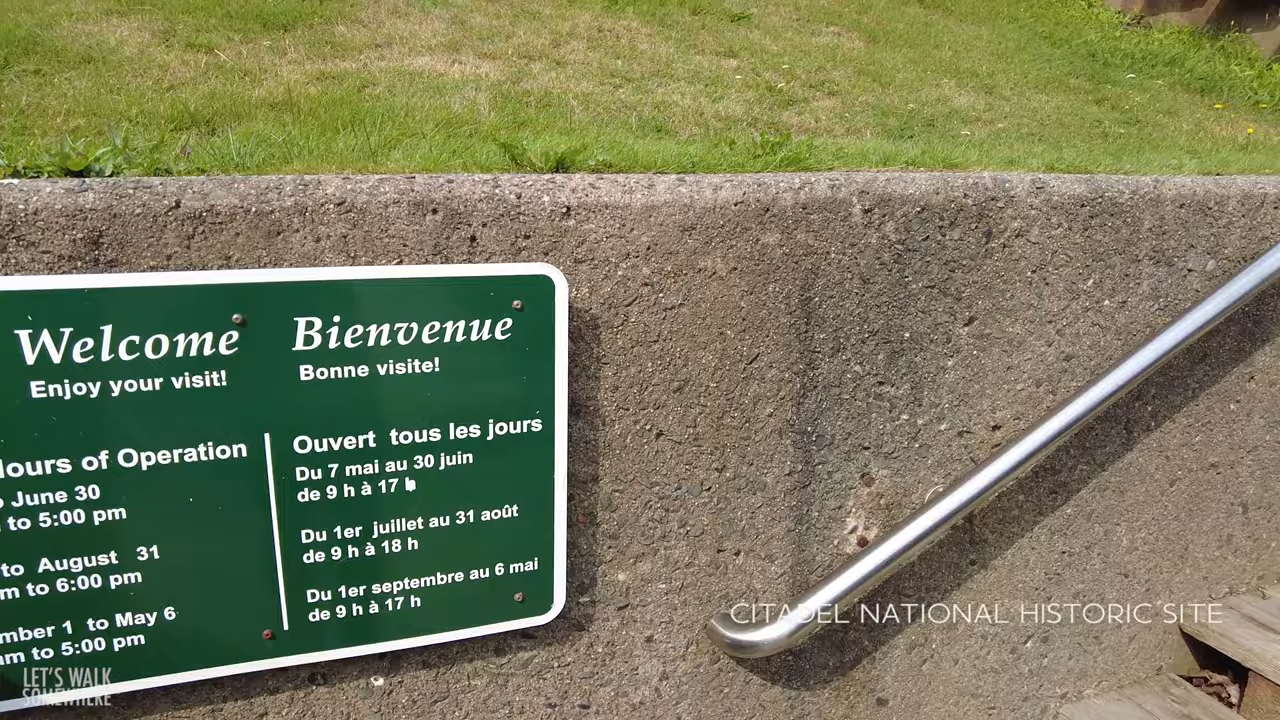 Welcome
Enjoy your visit!
Hours of Operation
June 30
to 5:00 pm
to August 31
to 6:00 pm
to May 6
to 5:00 pm
Bienvenue
Bonne visite!
Ouvert tous les jours
Du 7 mai au 30 juin
de 9 h à 17 h
Du 1er juillet au 31 août
de 9 h à 18 h
Du 1er septembre au 6 mai
de 9 h à 17 h
CITADEL NATIONAL HISTORIC SITE
LET'S WALK
SOMEWHERE